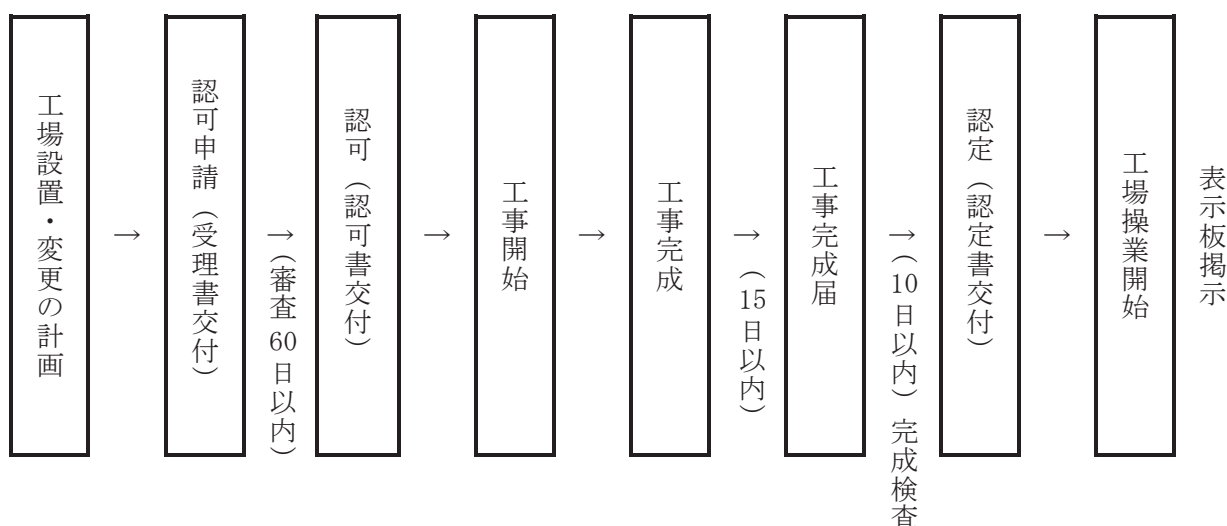 工場設置・変更の計画
→
認可申請（受理書交付）
→（審査60日以内）
認可（認可書交付）
→
工事開始
→
工事完成
→（15日以内）
工事完成届
→（10日以内）完成検査
認定（認定書交付）
→
工場操業開始
表示板掲示